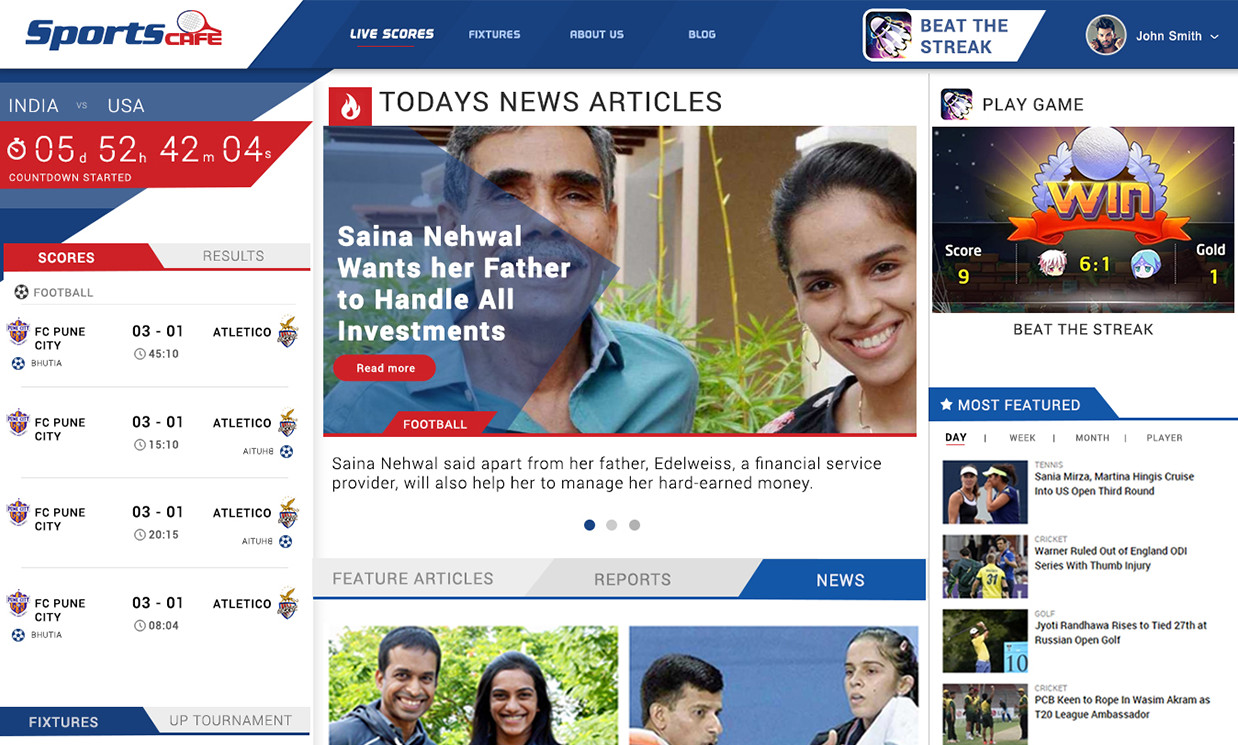 Sports CAFE
LIVE SCORES
FIXTURES
ABOUT US
BLOG
BEAT THE
STREAK
John Smith
INDIA VS USA
05d 52h 42m 04s
COUNTDOWN STARTED
SCORES
RESULTS
FOOTBALL
FC PUNE
CITY
03 - 01
ATLETICO
45:10
BHUTIA
FC PUNE
CITY
03 - 01
ATLETICO
15:10
AITUH8
FC PUNE
CITY
03 - 01
ATLETICO
20:15
AITUH8
FC PUNE
CITY
03 - 01
ATLETICO
08:04
BHUTIA
FIXTURES
UP TOURNAMENT
TODAYS NEWS ARTICLES
Saina Nehwal
Wants her Father
to Handle All
Investments
Read more
FOOTBALL
Saina Nehwal said apart from her father, Edelweiss, a financial service
provider, will also help her to manage her hard-earned money.
FEATURE ARTICLES
REPORTS
NEWS
PLAY GAME
WIN
Score
9
6:1
Gold
1
BEAT THE STREAK
MOST FEATURED
DAY | WEEK | MONTH | PLAYER
TENNIS
Sania Mirza, Martina Hingis Cruise
Into US Open Third Round
CRICKET
Warner Ruled Out of England ODI
Series With Thumb Injury
31
GOLF
Jyoti Randhawa Rises to Tied 27th at
Russian Open Golf
10
CRICKET
PCB Keen to Rope In Wasim Akram as
T20 League Ambassador